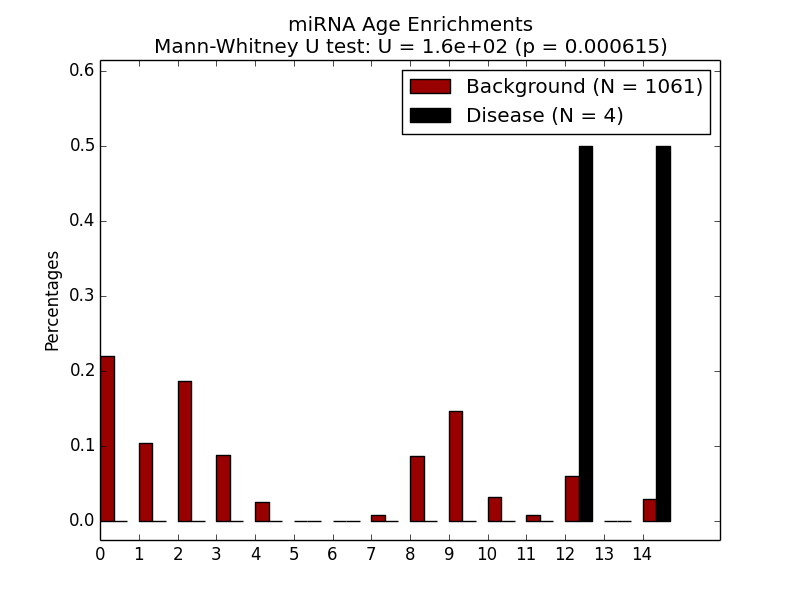 miRNA Age Enrichments
Mann-Whitney U test: U = 1.6e+02 (p = 0.000615)
Background (N = 1061)
Disease (N = 4)
Percentages
0.6
0.5
0.4
0.3
0.2
0.1
0.0
0 1 2 3 4 5 6 7 8 9 10 11 12 13 14